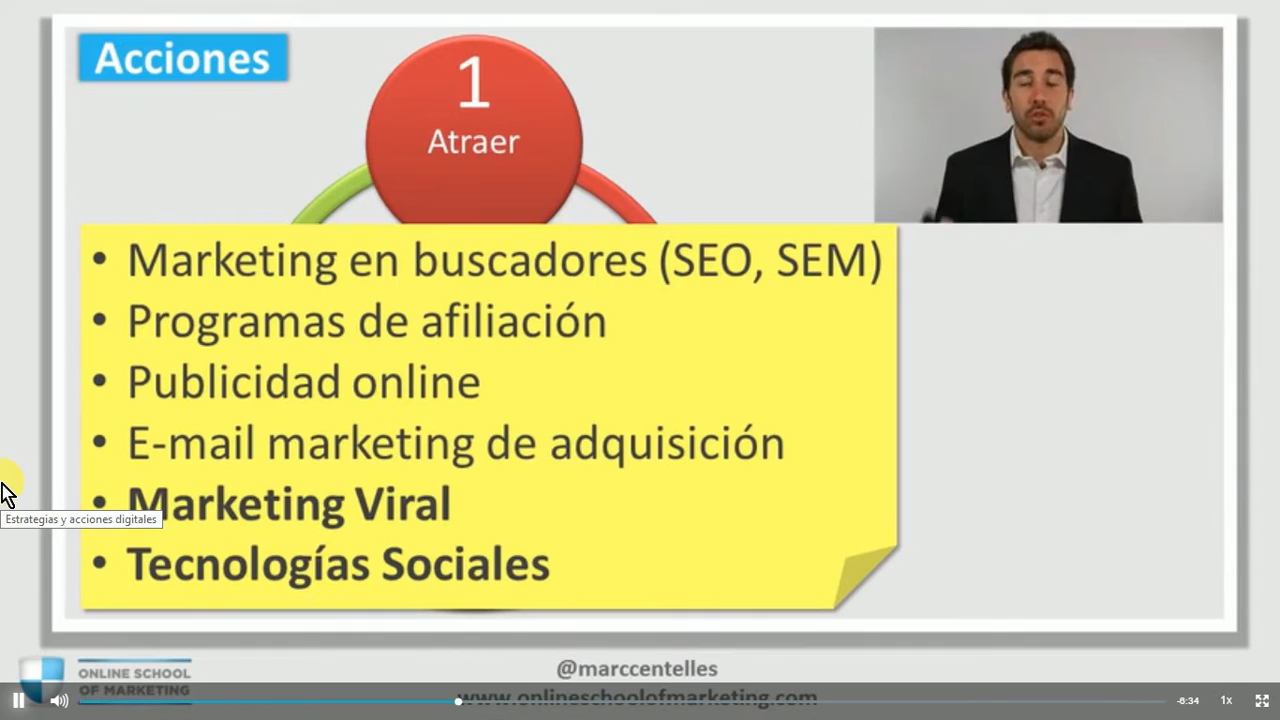 Acciones
1
Atraer
• Marketing en buscadores (SEO, SEM)
• Programas de afiliación
• Publicidad online
• E-mail marketing de adquisición
• Marketing Viral
Estrategias y acciones digitales
• Tecnologías Sociales
ONLINE SCHOOL
OF MARKETING
@marccentelles
www.onlineschoolofmarketing.com
-6:34
1x